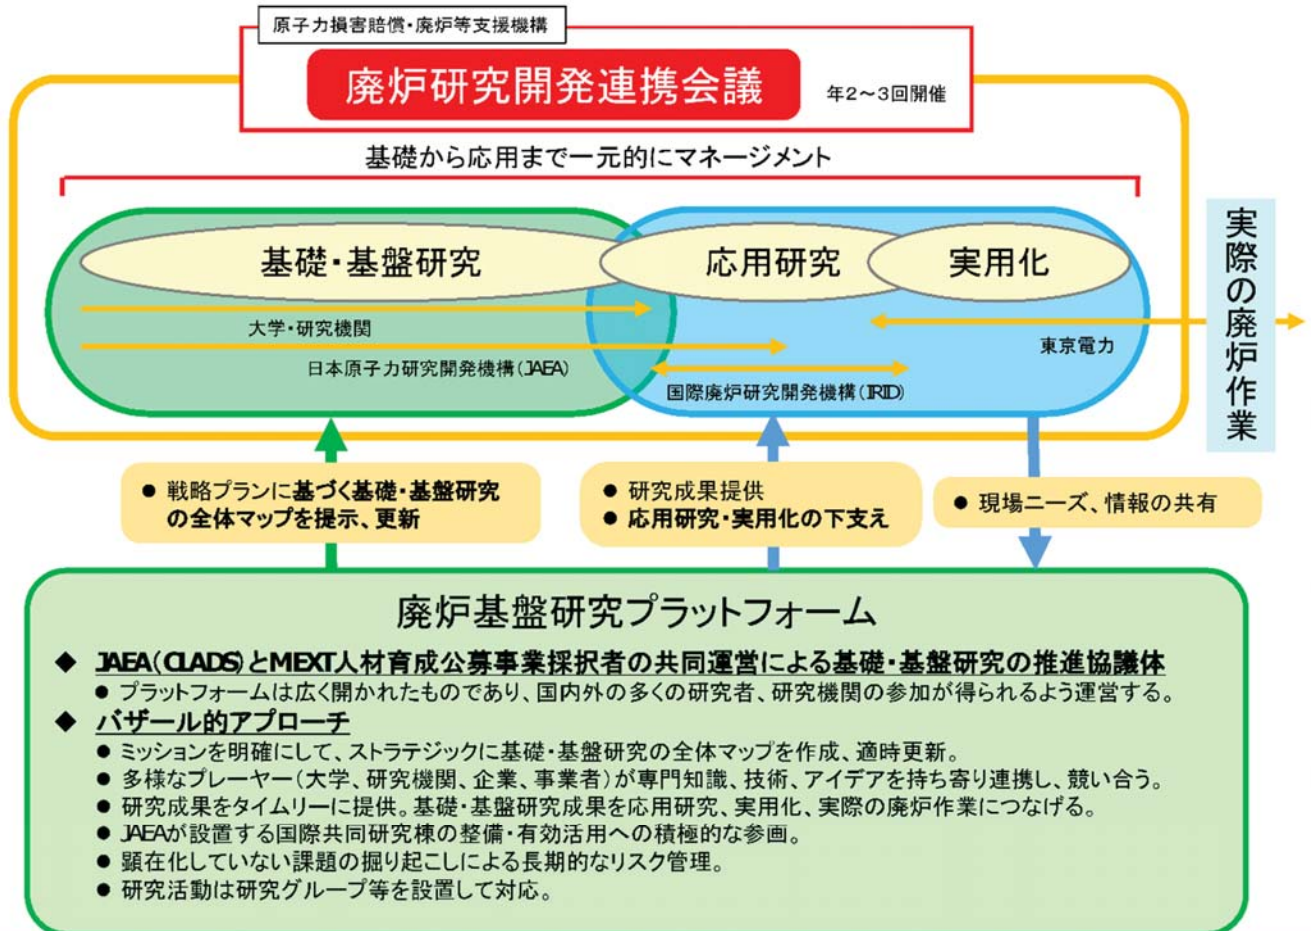 原子力損害賠償・廃炉等支援機構
廃炉研究開発連携会議
年2～3回開催
基礎から応用まで一元的にマネージメント
基礎・基盤研究
応用研究
実用化
大学・研究機関
日本原子力研究開発機構(JAEA)
東京電力
国際廃炉研究開発機構(IRID)
実際の廃炉作業
● 戦略プランに基づく基礎・基盤研究
の全体マップを提示、更新
● 研究成果提供
● 応用研究・実用化の下支え
● 現場ニーズ、情報の共有
廃炉基盤研究プラットフォーム
◆ JAEA(CLADS)とMEXT人材育成公募事業採択者の共同運営による基礎・基盤研究の推進協議体
● プラットフォームは広く開かれたものであり、国内外の多くの研究者、研究機関の参加が得られるよう運営する。
◆ バザール的アプローチ
● ミッションを明確にして、ストラテジックに基礎・基盤研究の全体マップを作成、適時更新。
● 多様なプレーヤー(大学、研究機関、企業、事業者)が専門知識、技術、アイデアを持ち寄り連携し、競い合う。
● 研究成果をタイムリーに提供。基礎・基盤研究成果を応用研究、実用化、実際の廃炉作業につなげる。
● JAEAが設置する国際共同研究棟の整備・有効活用への積極的な参画。
● 顕在化していない課題の掘り起こしによる長期的なリスク管理。
● 研究活動は研究グループ等を設置して対応。